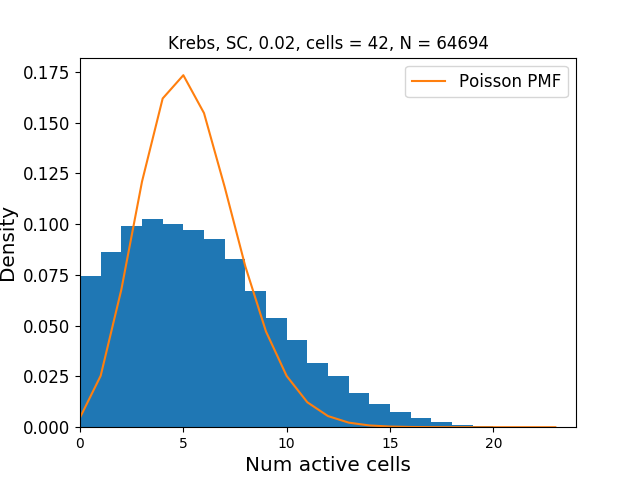 Krebs, SC, 0.02, cells = 42, N = 64694
Poisson PMF
Density
0.175
0.150
0.125
0.100
0.075
0.050
0.025
0.000
0 5 10 15 20
Num active cells